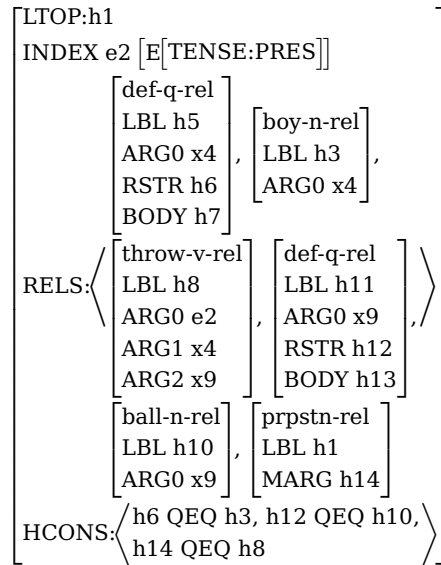 LTOP:h1
INDEX e2 [E[TENSE:PRES]]
def-q-rel
LBL h5
ARG0 x4
RSTR h6
BODY h7
,
boy-n-rel
LBL h3
ARG0 x4
,
RELS:
throw-v-rel
LBL h8
ARG0 e2
ARG1 x4
ARG2 x9
,
def-q-rel
LBL h11
ARG0 x9
RSTR h12
BODY h13
,
ball-n-rel
LBL h10
ARG0 x9
,
prpstn-rel
LBL h1
MARG h14
HCONS:⟨h6 QEQ h3, h12 QEQ h10,
h14 QEQ h8⟩